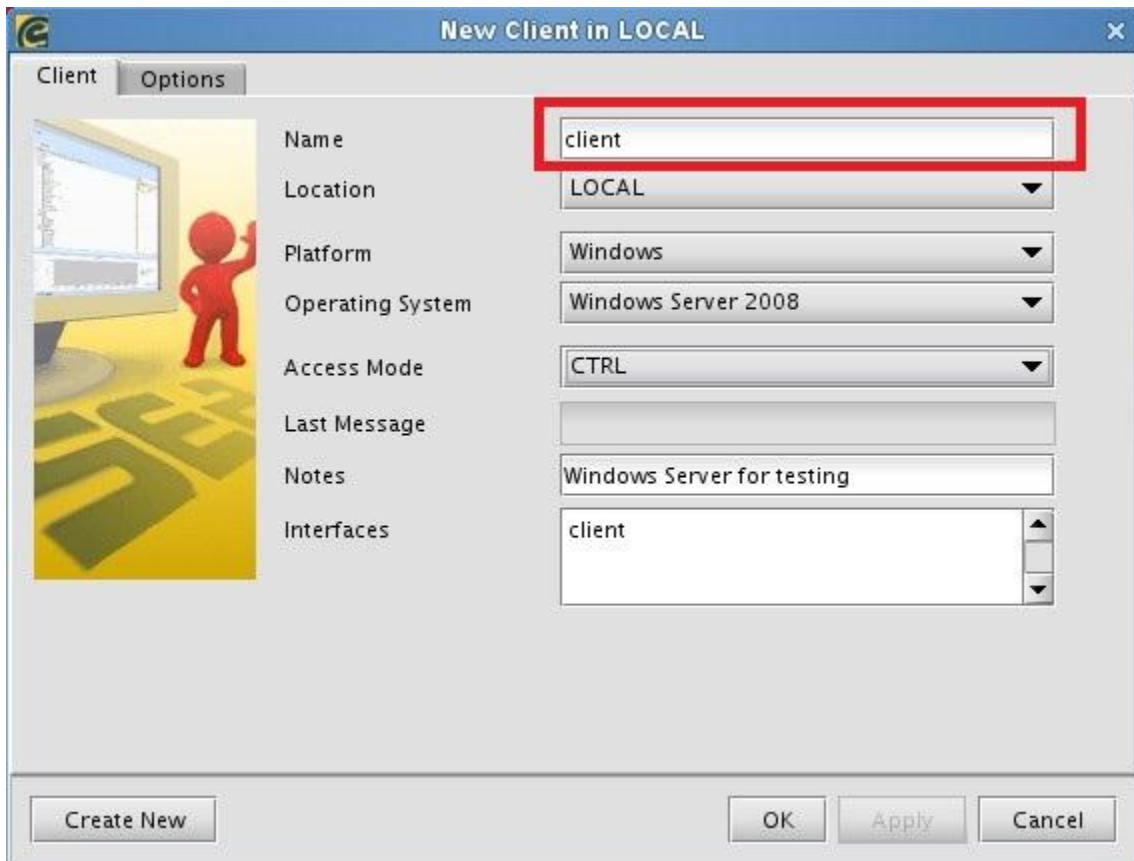 New Client in LOCAL
Client Options
Name client
Location LOCAL
Platform Windows
Operating System Windows Server 2008
Access Mode CTRL
Last Message
Notes Windows Server for testing
Interfaces client
Create New OK Apply Cancel